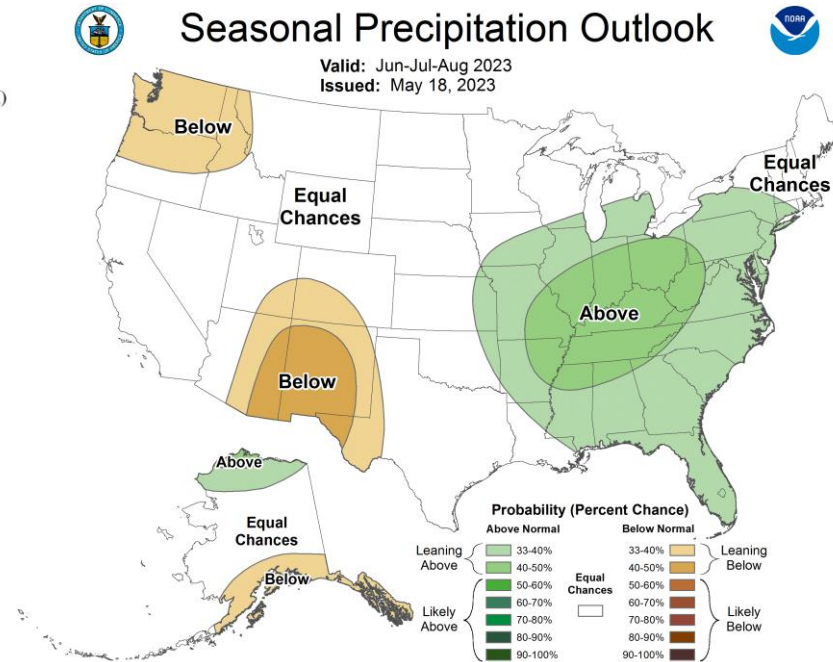 Seasonal Precipitation Outlook
NOAA
Valid: Jun-Jul-Aug 2023
Issued: May 18, 2023
)
Below
Equal
Chances
Equal
Chances
Above
Below
Above
Equal
Chances
Below
Probability (Percent Chance)
Above Normal
Below Normal
Leaning
Above
33-40%
40-50%
Likely
Above
50-60%
60-70%
70-80%
80-90%
90-100%
Equal
Chances
33-40%
40-50%
Leaning
Below
50-60%
60-70%
70-80%
80-90%
90-100%
Likely
Below